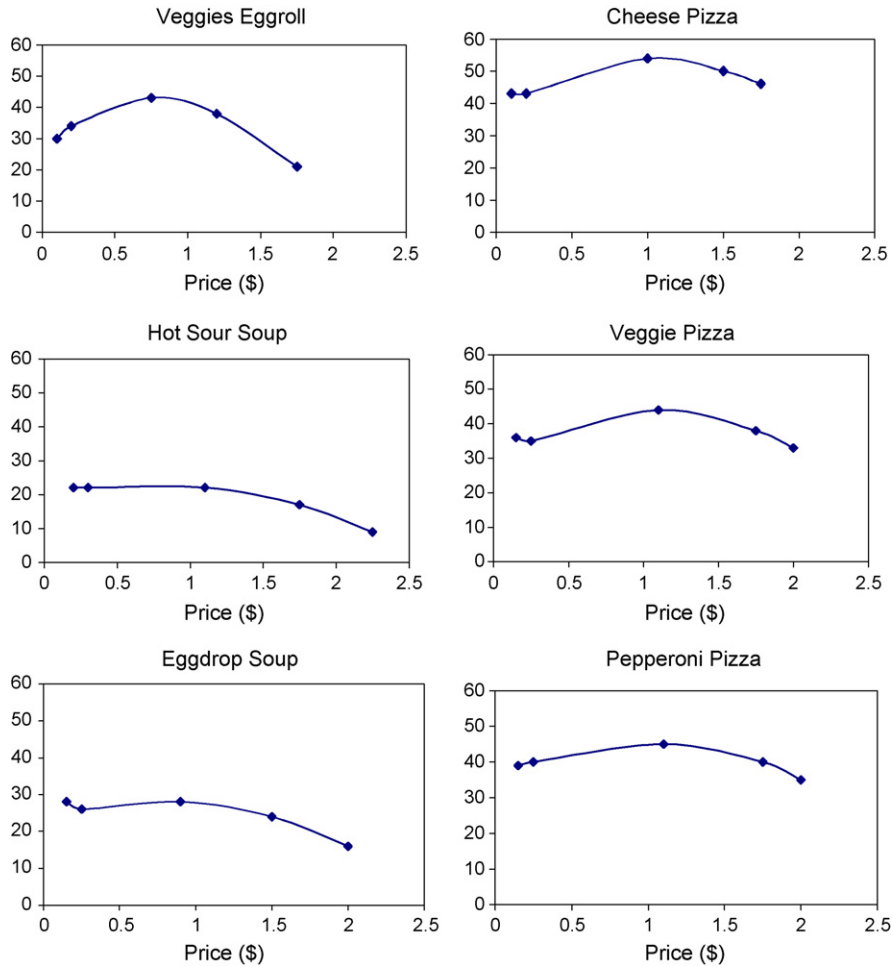 Veggies Eggroll
60
50
40
30
20
10
0
0 0.5 1 1.5 2 2.5
Price ($)
Cheese Pizza
60
50
40
30
20
10
0
0 0.5 1 1.5 2 2.5
Price ($)
Hot Sour Soup
60
50
40
30
20
10
0
0 0.5 1 1.5 2 2.5
Price ($)
Veggie Pizza
60
50
40
30
20
10
0
0 0.5 1 1.5 2 2.5
Price ($)
Eggdrop Soup
60
50
40
30
20
10
0
0 0.5 1 1.5 2 2.5
Price ($)
Pepperoni Pizza
60
50
40
30
20
10
0
0 0.5 1 1.5 2 2.5
Price ($)